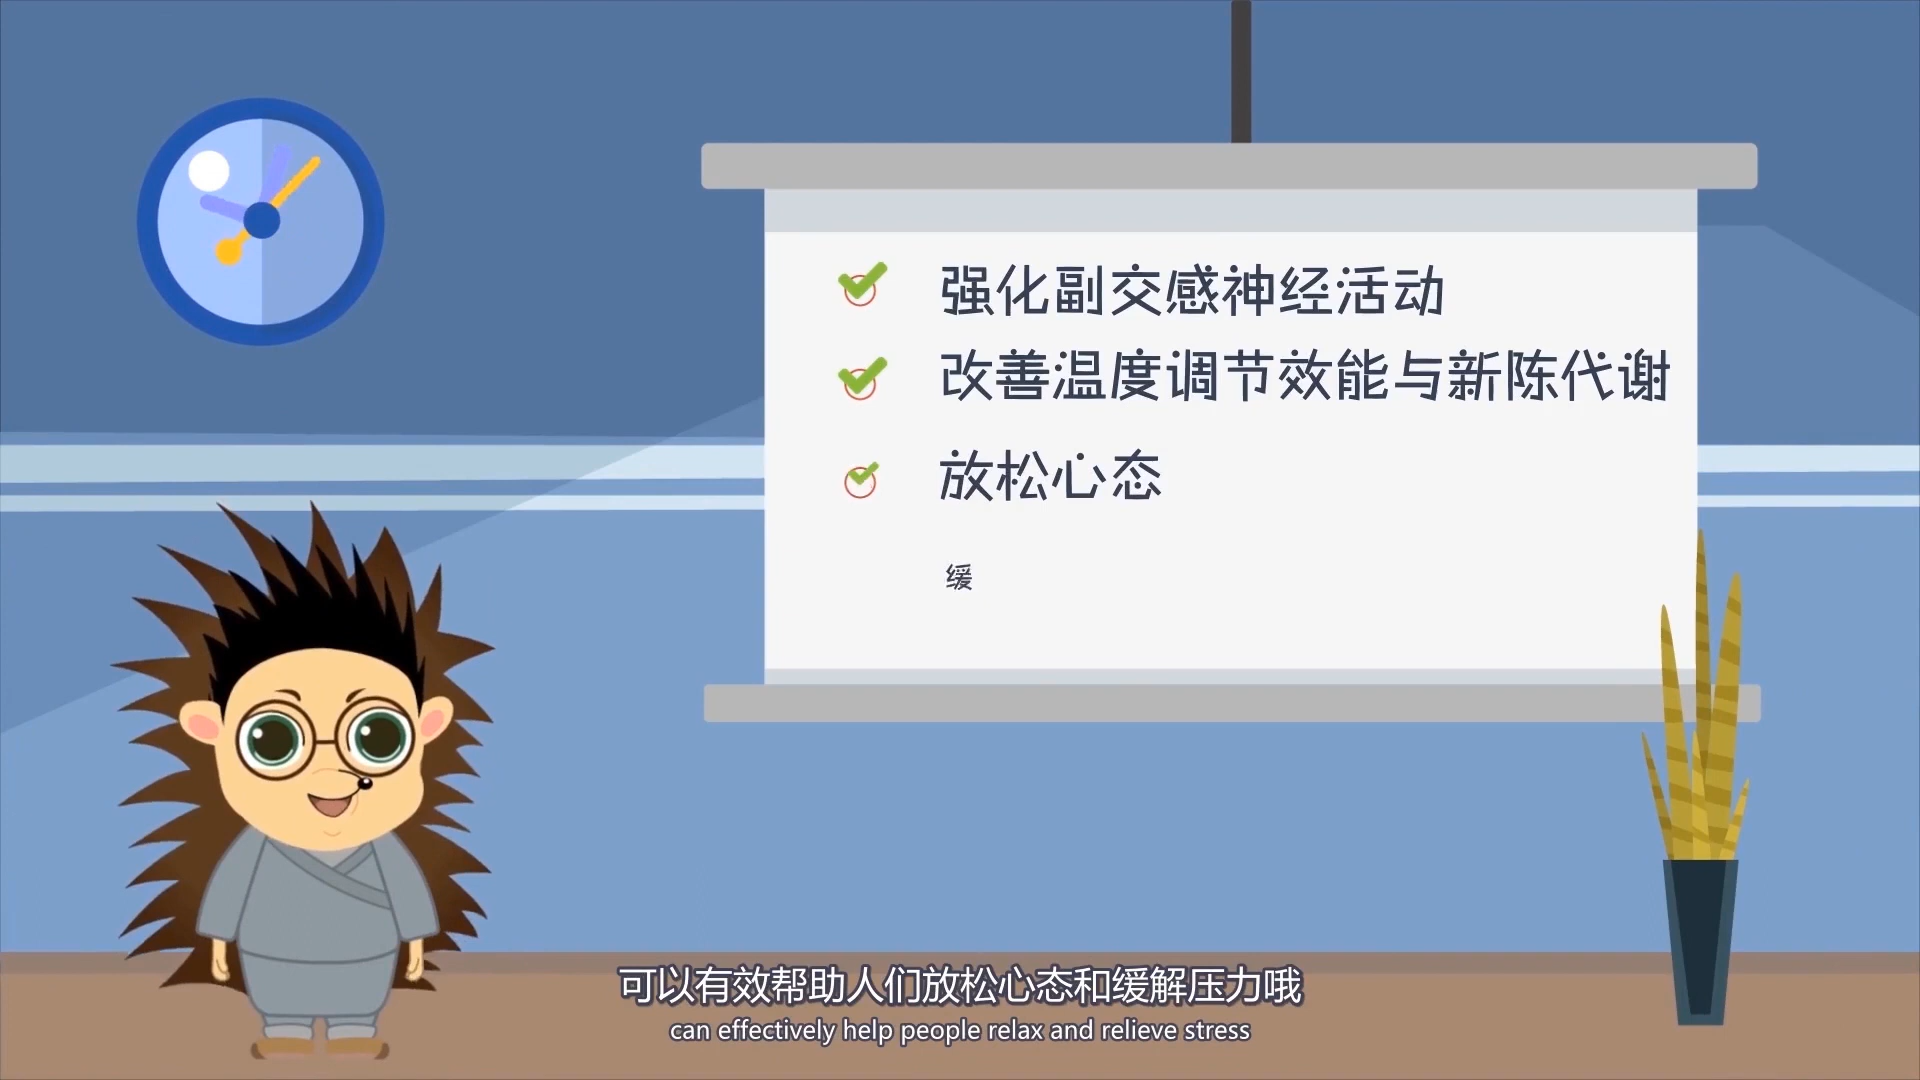 强化副交感神经活动
改善温度调节效能与新陈代谢
放松心态
缓
可以有效帮助人们放松心态和缓解压力哦
can effectively help people relax and relieve stress